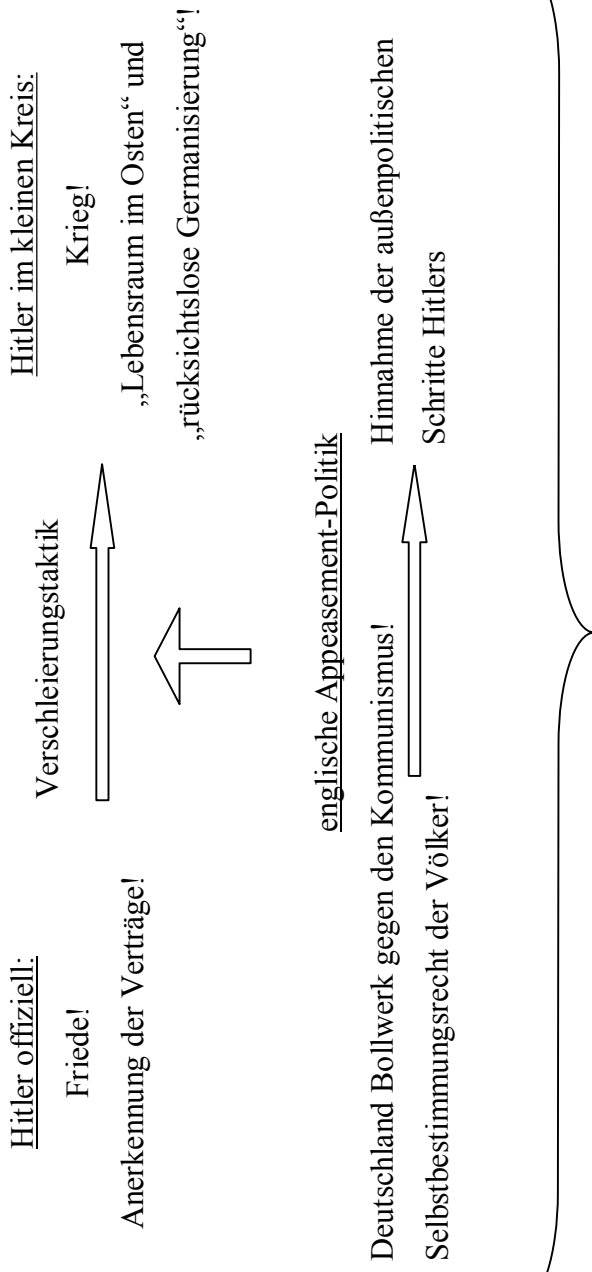 Hitler offiziell:
Friede!
Anerkennung der Verträge!
Verschleierungstaktik
Hitler im kleinen Kreis:
Krieg!
„Lebensraum im Osten“ und
„rücksichtslose Germanisierung“!
englische Appeasement-Politik
Deutschland Bollwerk gegen den Kommunismus!
Selbstbestimmungsrecht der Völker!
Hinnahme der außenpolitischen
Schritte Hitlers